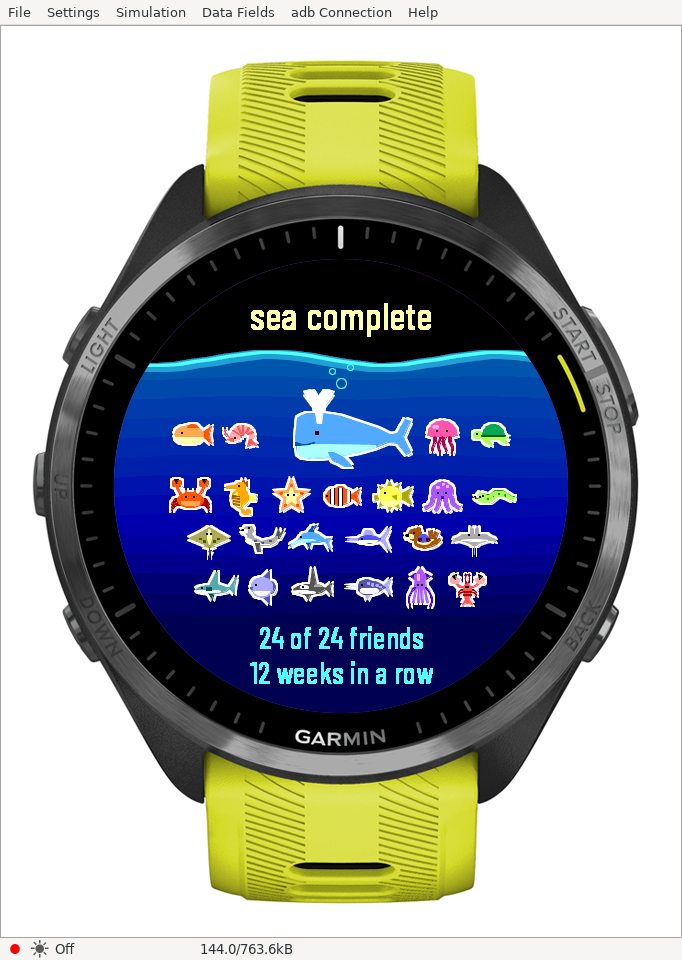 File Settings Simulation Data Fields adb Connection Help
LIGHT
START
STOP
UP
DOWN
BACK
sea complete
24 of 24 friends
12 weeks in a row
GARMIN
Off 144.0/763.6kB